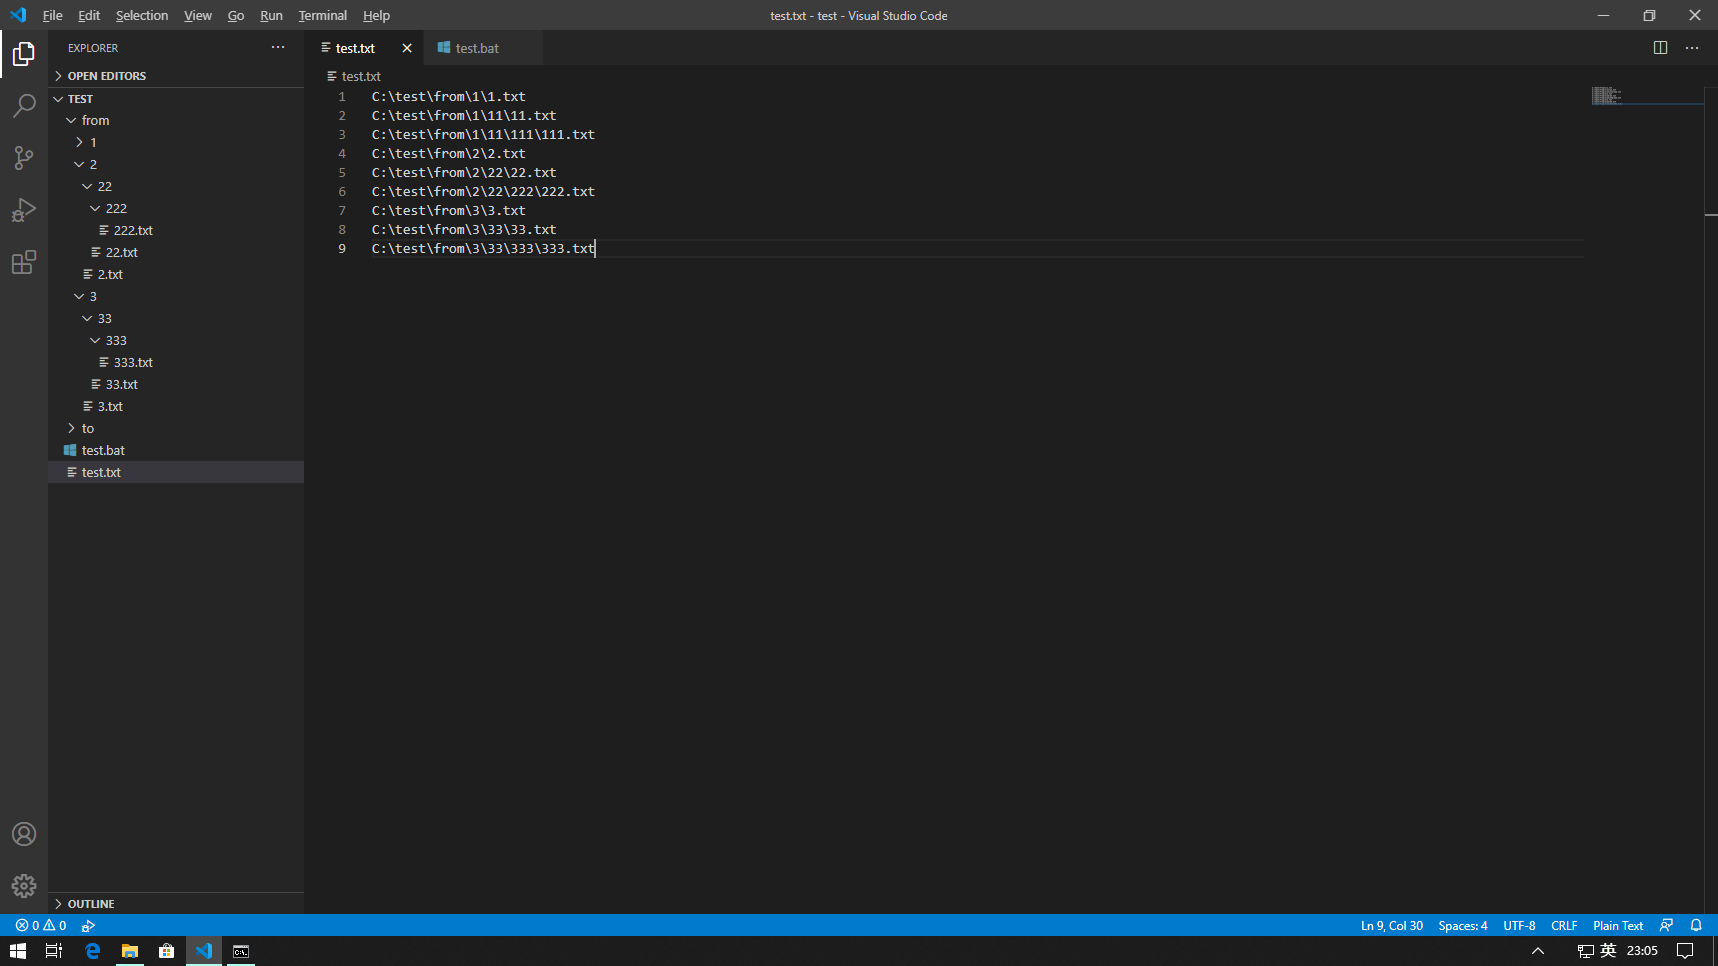 File Edit Selection View Go Run Terminal Help
test.txt - test - Visual Studio Code
EXPLORER
OPEN EDITORS
TEST
from
1
2
22
222
222.txt
22.txt
2.txt
3
33
333
333.txt
33.txt
3.txt
to
test.bat
test.txt
OUTLINE
test.txt test.bat
test.txt
1 C:\test\from\1\1.txt
2 C:\test\from\1\11\11.txt
3 C:\test\from\1\11\111\111.txt
4 C:\test\from\2\2.txt
5 C:\test\from\2\22\22.txt
6 C:\test\from\2\22\222\222.txt
7 C:\test\from\3\3.txt
8 C:\test\from\3\33\33.txt
9 C:\test\from\3\33\333\333.txt
0 0 Ln 9, Col 30 Spaces: 4 UTF-8 CRLF Plain Text
英 23:05